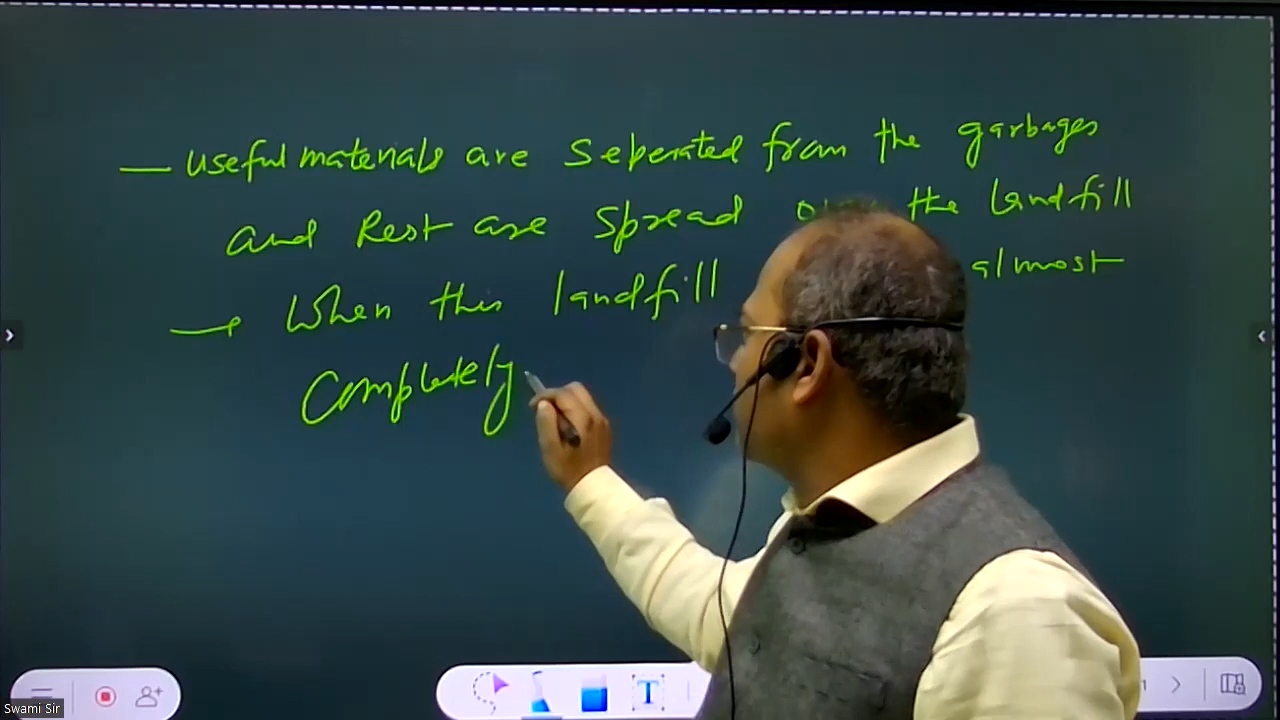 — Useful materials are seperated from the garbages
and Rest are spread the landfill
→ When this landfill almost
Completely
T
1
Swami Sir